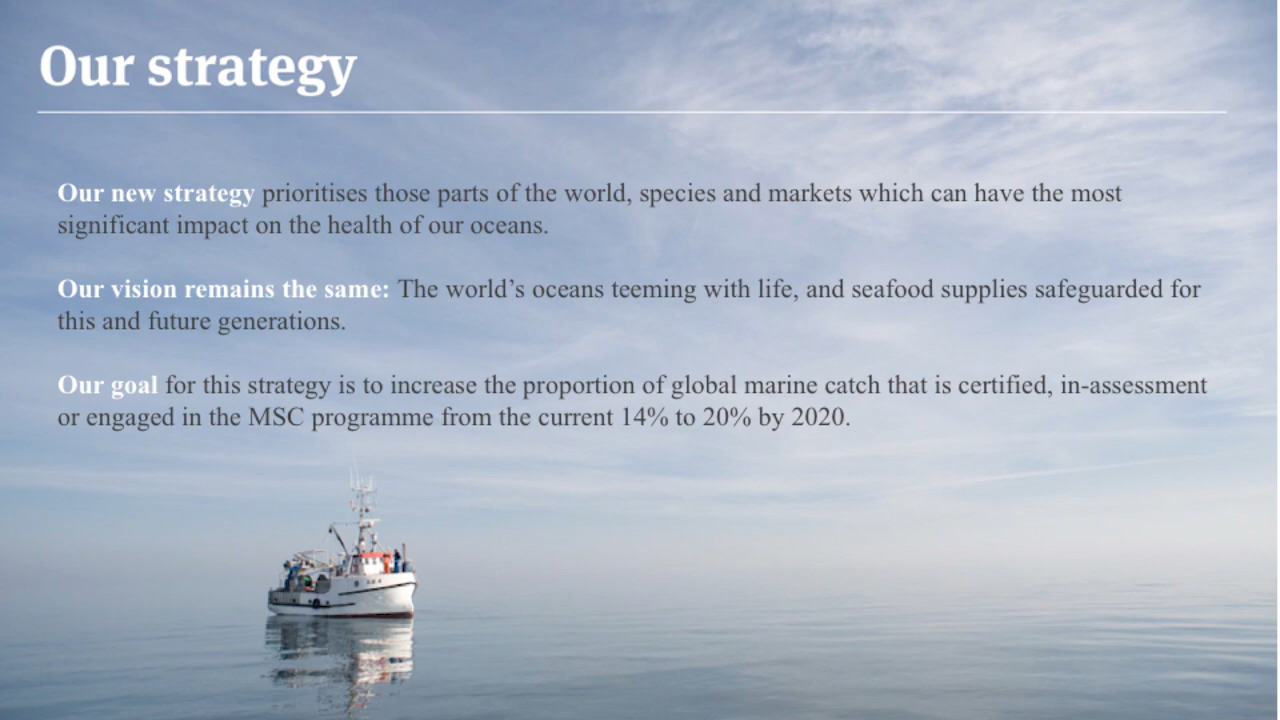 Our strategy
Our new strategy prioritises those parts of the world, species and markets which can have the most
significant impact on the health of our oceans.
Our vision remains the same: The world’s oceans teeming with life, and seafood supplies safeguarded for
this and future generations.
Our goal for this strategy is to increase the proportion of global marine catch that is certified, in-assessment
or engaged in the MSC programme from the current 14% to 20% by 2020.